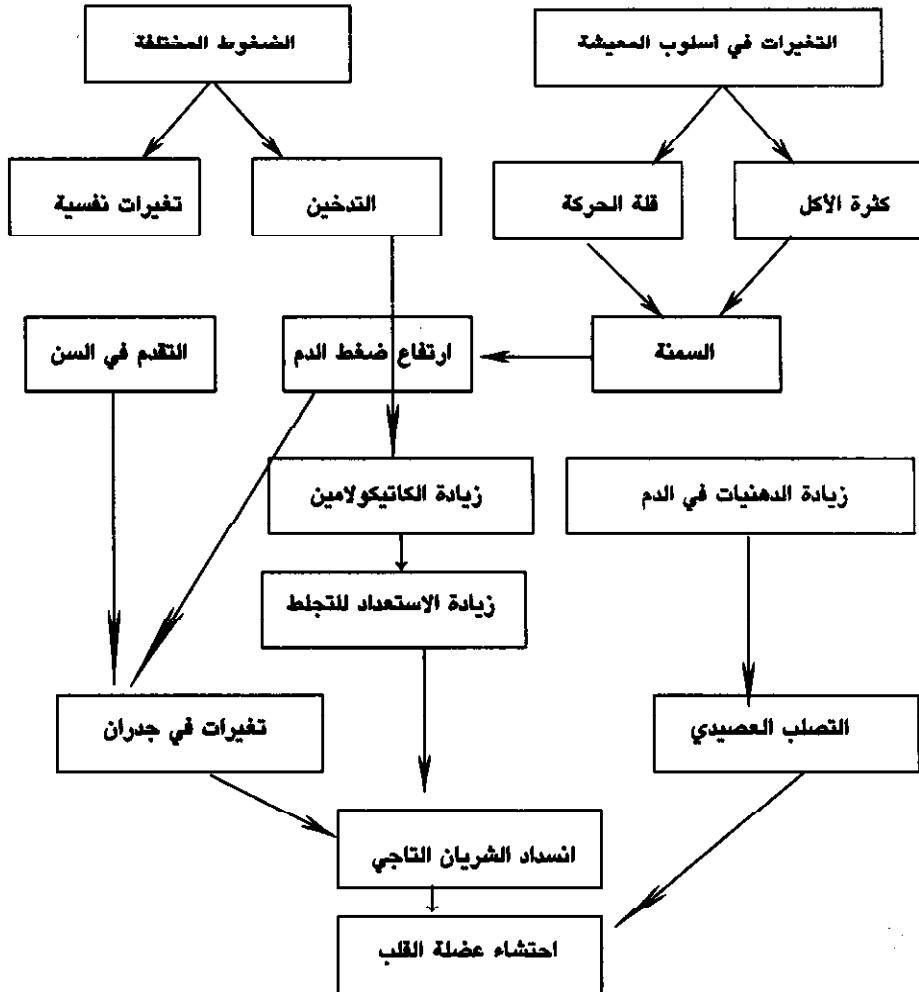 الضغوط المختلفة
التغيرات في أسلوب المعيشة
تغيرات نفسية
التدخين
قلة الحركة
كثرة الأكل
التقدم في السن
ارتفاع ضغط الدم
السمنة
زيادة الكاتيكولامين
زيادة الدهنيات في الدم
زيادة الاستعداد للتجلط
تغيرات في جدران
التصلب العصيدي
انسداد الشريان التاجي
احتشاء عضلة القلب